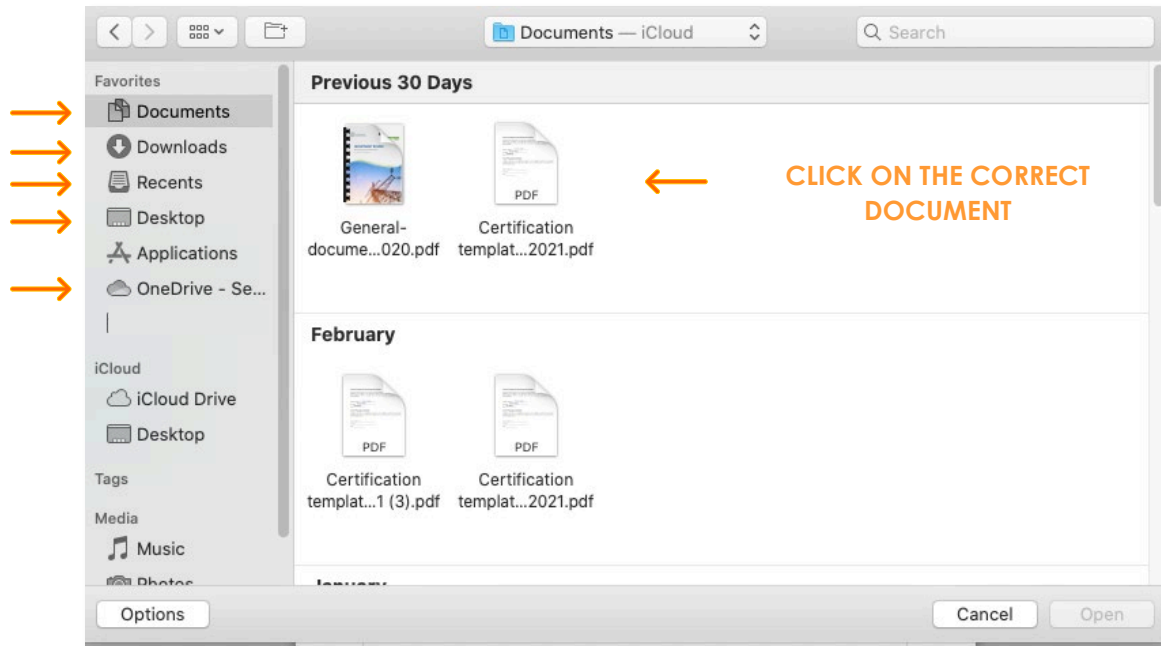 Documents — iCloud
Search
Favorites
Documents
Downloads
Recents
Desktop
Applications
OneDrive - Se...
iCloud
iCloud Drive
Desktop
Tags
Media
Music
Photos
Previous 30 Days
General-
docume...020.pdf
PDF
Certification
templat...2021.pdf
CLICK ON THE CORRECT
DOCUMENT
February
PDF
Certification
templat...1 (3).pdf
PDF
Certification
templat...2021.pdf
January
Options
Cancel
Open